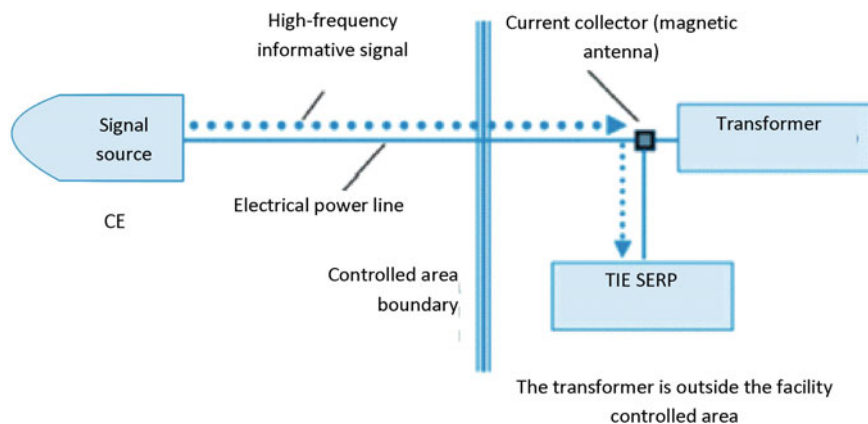 High-frequency
informative signal
Current collector (magnetic
antenna)
Signal
source
Transformer
CE
Electrical power line
Controlled area
boundary
TIE SERP
The transformer is outside the facility
controlled area